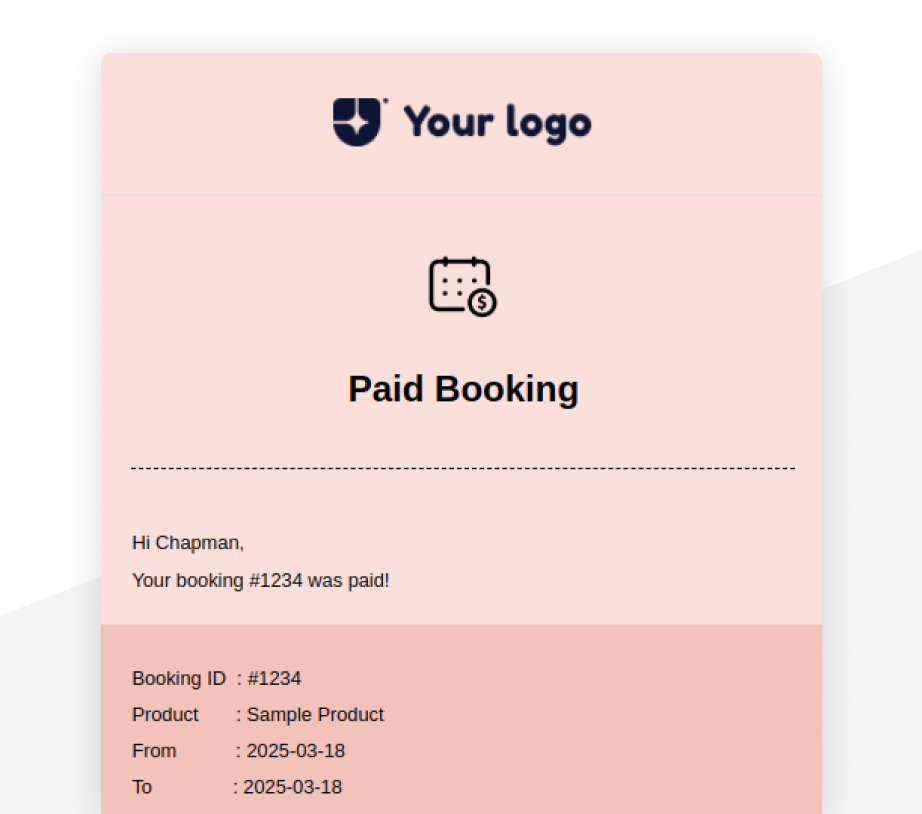 Your logo
$
Paid Booking
Hi Chapman,
Your booking #1234 was paid!
Booking ID : #1234
Product : Sample Product
From : 2025-03-18
To : 2025-03-18